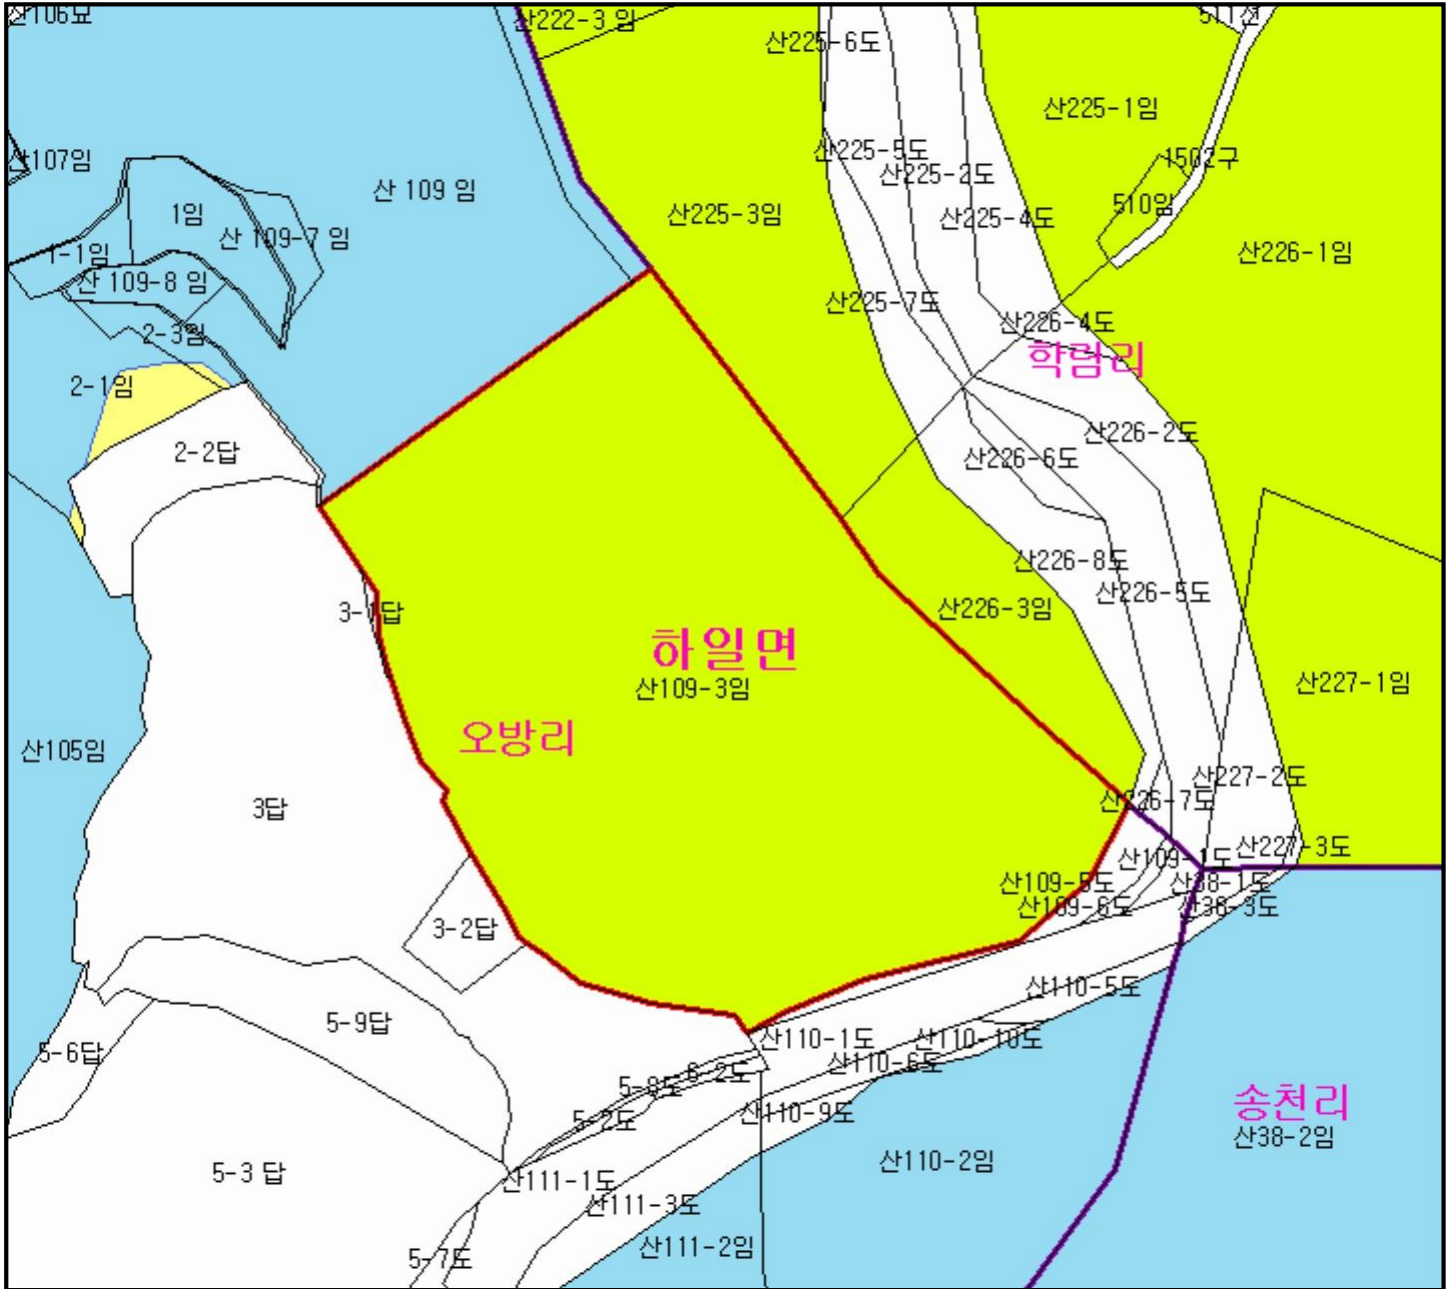 산106묘
산222-3 임
산225-6도
산225-1임
산107임
산225-5도
1502구
산225-2도
산 109 임
1임
산225-3임
산225-4도
510임
산 109-7 임
1-1임
산226-1임
산 109-8 임
산225-7도
산226-4도
2-3임
학림리
2-1임
2-2답
산226-2도
산226-6도
산226-8도
산226-5도
3-1답
산226-3임
하일면
산109-3임
산227-1임
오방리
산105임
산227-2도
산226-7도
3답
산227-3도
산109-1도
산109-5도
산38-1도
산109-6도
산38-3도
3-2답
산110-5도
5-9답
산110-1도
산110-10도
5-6답
산110-6도
6-2도
5-8도
산110-9도
5-2도
송천리
산38-2임
산110-2임
5-3 답
산111-1도
산111-3도
산111-2임
5-7도